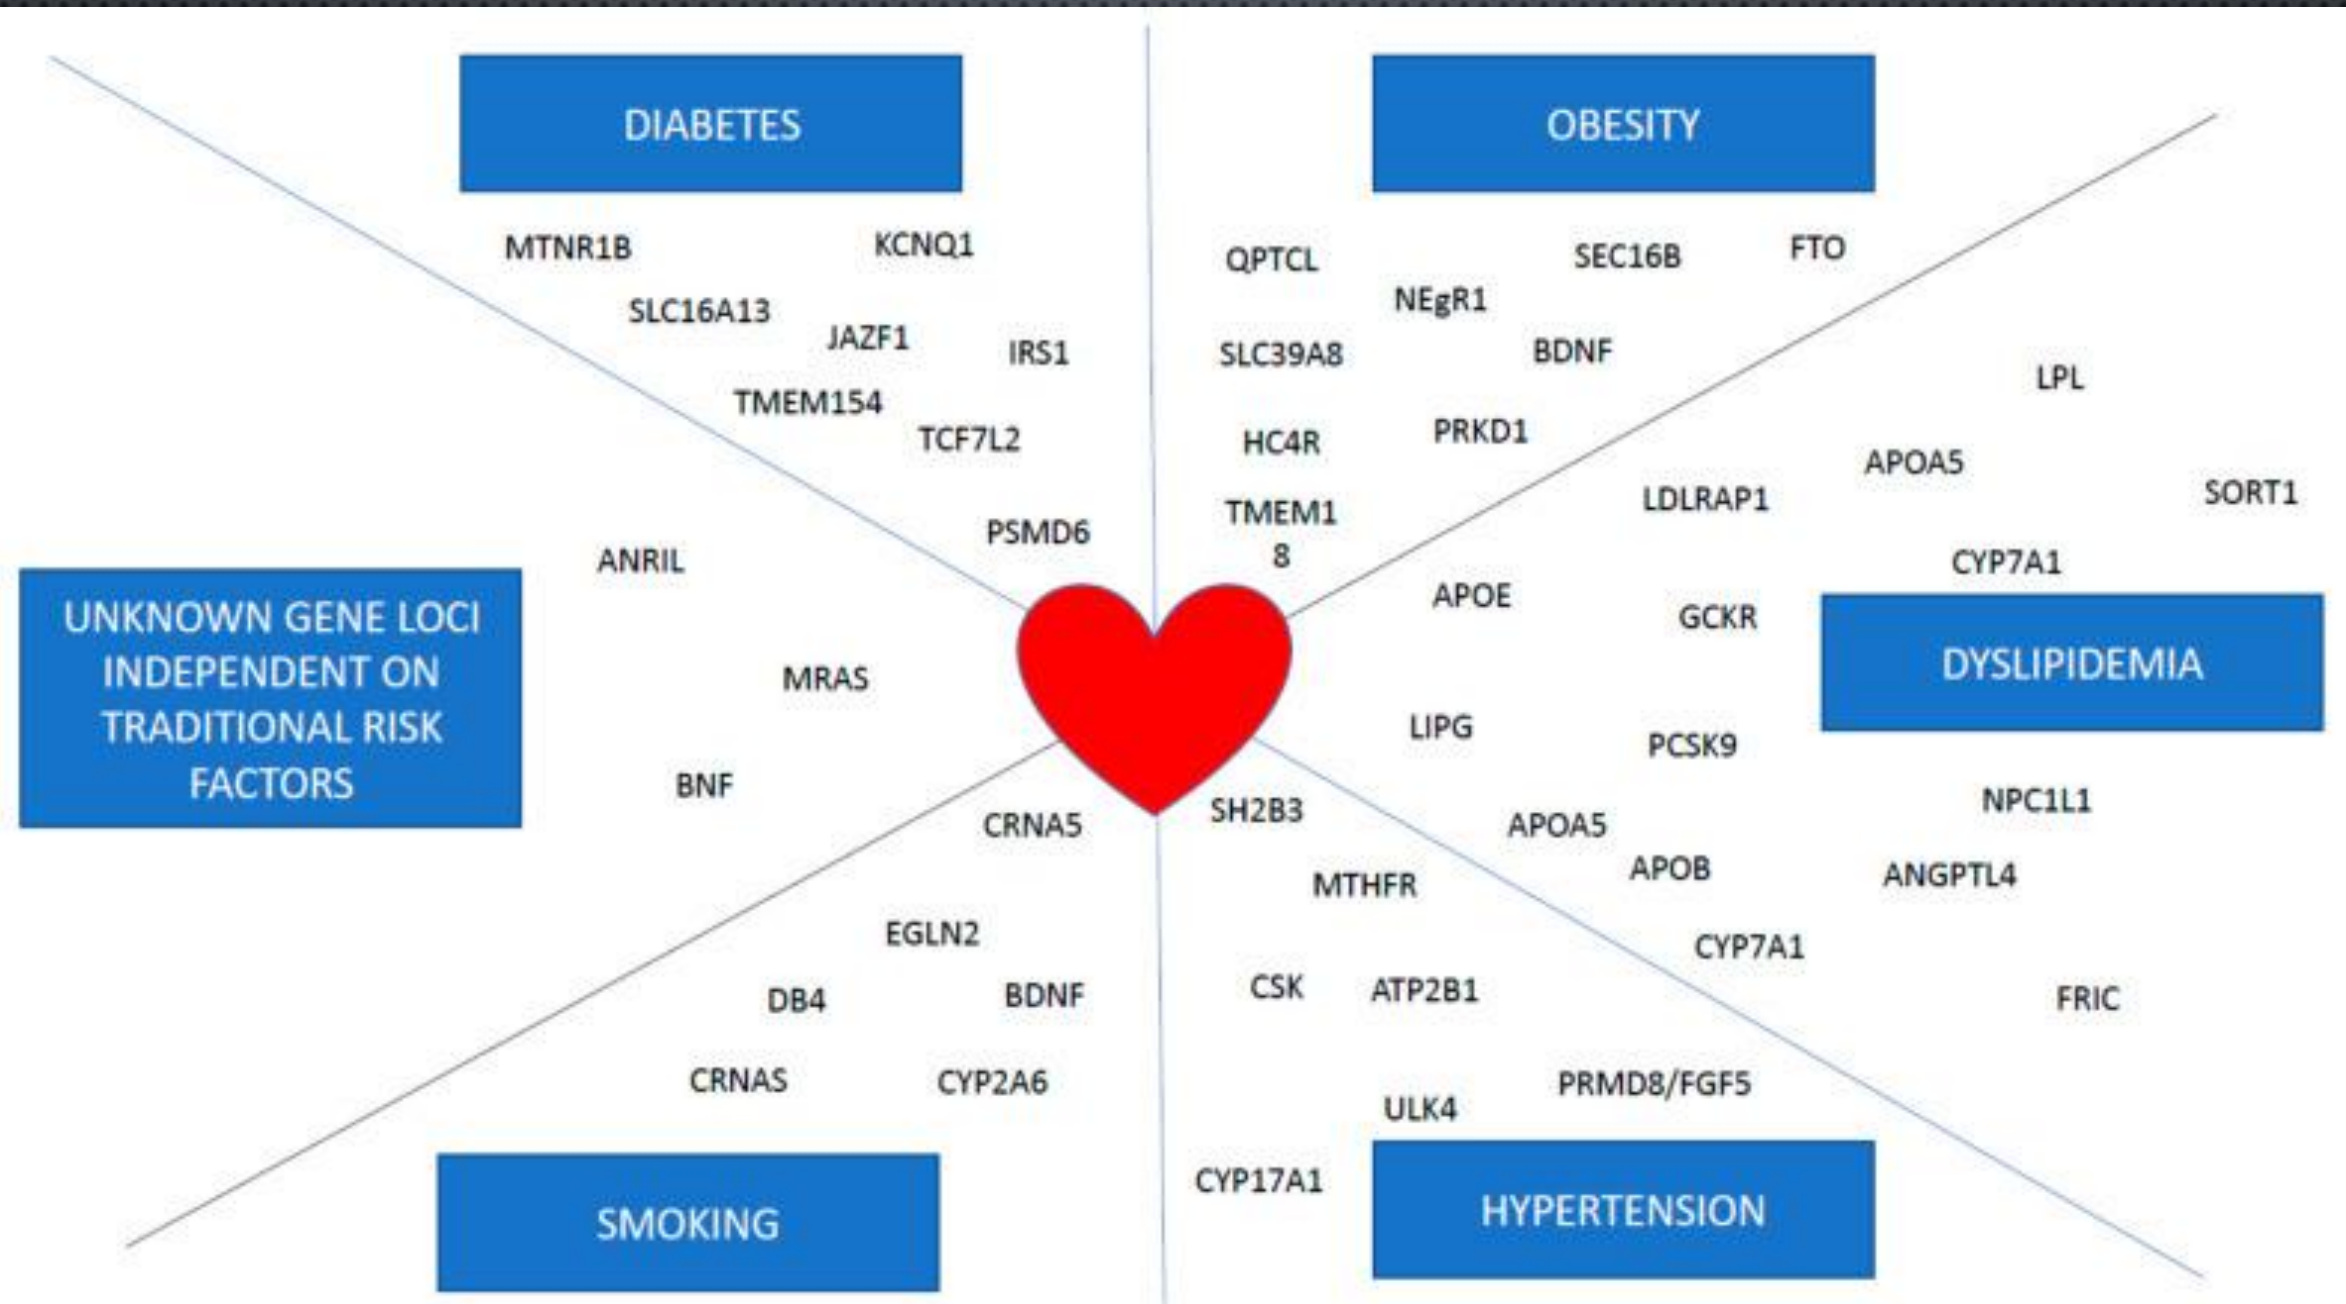 DIABETES
OBESITY
MTNR1B
KCNQ1
SLC16A13
JAZF1
IRS1
TMEM154
TCF7L2
PSMD6
QPTCL
SEC16B
FTO
NEgR1
SLC39A8
BDNF
HC4R
PRKD1
TMEM1
8
LPL
APOA5
SORT1
LDLRAP1
CYP7A1
APOE
GCKR
DYSLIPIDEMIA
LIPG
PCSK9
NPC1L1
APOA5
APOB
ANGPTL4
CYP7A1
FRIC
UNKNOWN GENE LOCI
INDEPENDENT ON
TRADITIONAL RISK
FACTORS
ANRIL
MRAS
BNF
CRNA5
EGLN2
DB4
BDNF
CRNAS
CYP2A6
SMOKING
SH2B3
MTHFR
CSK
ATP2B1
PRMD8/FGF5
ULK4
CYP17A1
HYPERTENSION